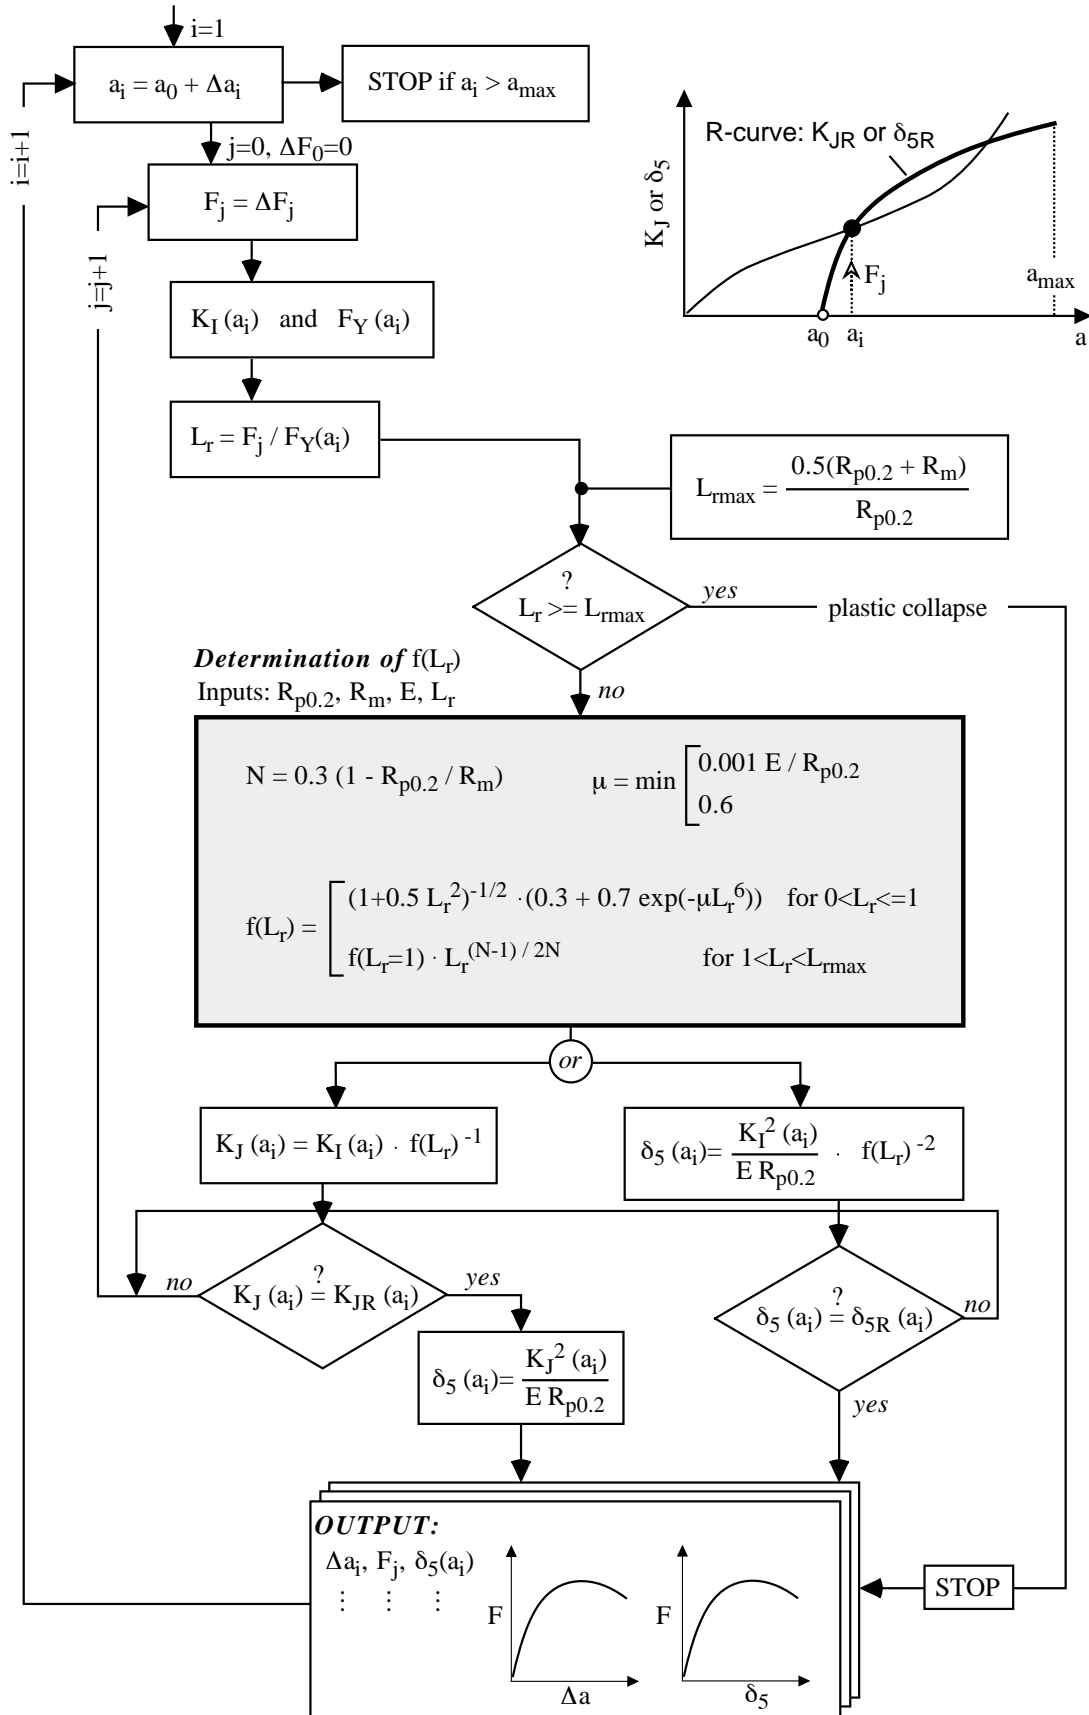 i=1
a_i = a_0 + Δa_i
STOP if a_i > a_max
i=i+1
j=0, ΔF_0=0
F_j = ΔF_j
j=j+1
K_I (a_i) and F_Y (a_i)
L_r = F_j / F_Y(a_i)
R-curve: K_JR or δ_5R
K_J or δ_5
F_j
a_max
a_0
a_i
a
L_rmax = 0.5(R_p0.2 + R_m) / R_p0.2
?
L_r >= L_rmax
yes
plastic collapse
no
Determination of f(L_r)
Inputs: R_p0.2, R_m, E, L_r
N = 0.3 (1 - R_p0.2 / R_m)
μ = min [ 0.001 E / R_p0.2
0.6
f(L_r) = [ (1+0.5 L_r^2)^-1/2 · (0.3 + 0.7 exp(-μL_r^6)) for 0<L_r<=1
f(L_r=1) · L_r^(N-1) / 2N for 1<L_r<L_rmax
or
K_J (a_i) = K_I (a_i) · f(L_r)^-1
δ_5 (a_i)= K_I^2 (a_i) / E R_p0.2 · f(L_r)^-2
?
K_J (a_i) = K_JR (a_i)
no
yes
?
δ_5 (a_i) = δ_5R (a_i)
no
yes
δ_5 (a_i)= K_J^2 (a_i) / E R_p0.2
OUTPUT:
Δa_i, F_j, δ_5(a_i)
⋮ ⋮ ⋮
F
Δa
F
δ_5
STOP